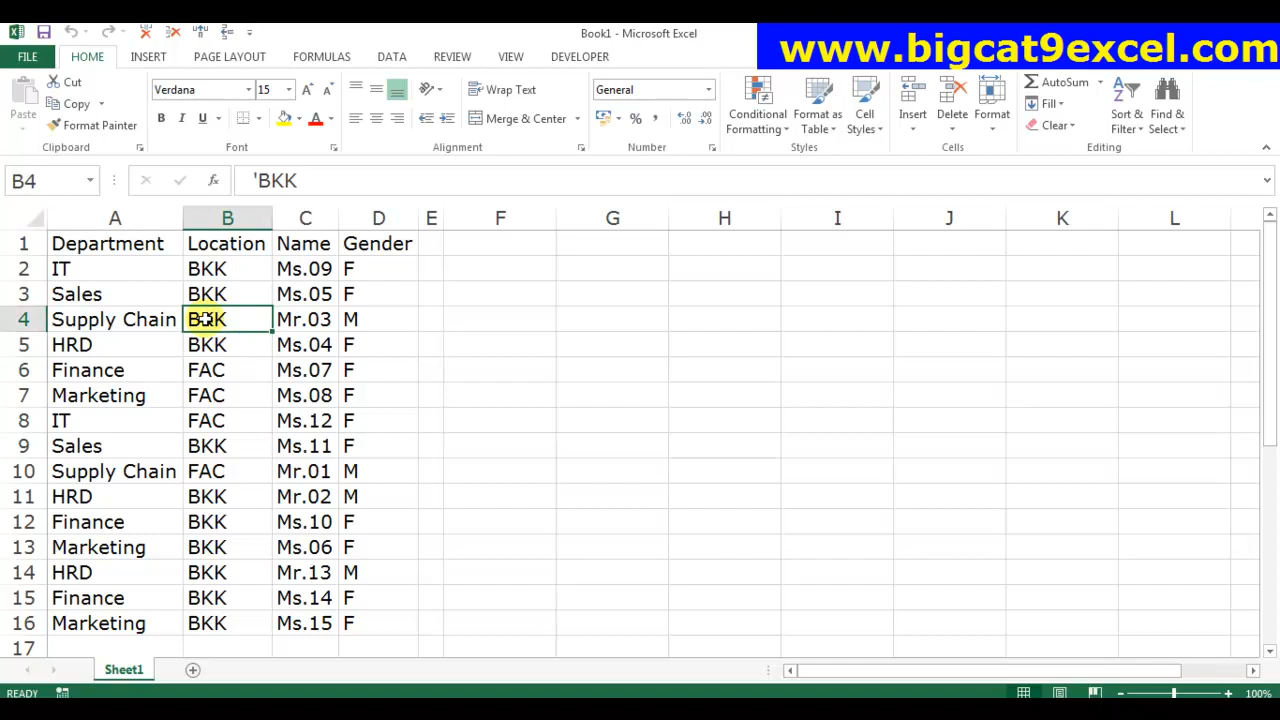 Book1 - Microsoft Excel
www.bigcat9excel.com
FILE HOME INSERT PAGE LAYOUT FORMULAS DATA REVIEW VIEW DEVELOPER
Paste
Cut
Copy
Format Painter
Clipboard
Verdana 15
B I U A
Font
Wrap Text
Merge & Center
Alignment
General
%
Number
Conditional Formatting
Format as Table
Cell Styles
Styles
Insert
Delete
Format
Cells
AutoSum
Fill
Clear
Sort & Filter
Find & Select
Editing
B4 fx 'BKK
A B C D E F G H I J K L
1 Department Location Name Gender
2 IT BKK Ms.09 F
3 Sales BKK Ms.05 F
4 Supply Chain BKK Mr.03 M
5 HRD BKK Ms.04 F
6 Finance FAC Ms.07 F
7 Marketing FAC Ms.08 F
8 IT FAC Ms.12 F
9 Sales BKK Ms.11 F
10 Supply Chain FAC Mr.01 M
11 HRD BKK Mr.02 M
12 Finance BKK Ms.10 F
13 Marketing BKK Ms.06 F
14 HRD BKK Mr.13 M
15 Finance BKK Ms.14 F
16 Marketing BKK Ms.15 F
17
Sheet1
READY
100%